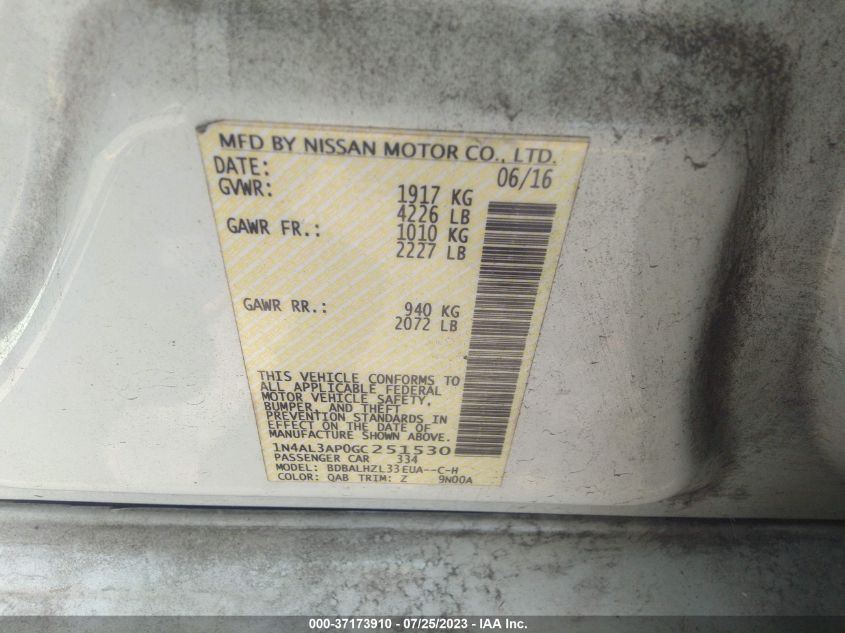 MFD BY NISSAN MOTOR CO., LTD.
DATE: 06/16
GVWR: 1917 KG
4226 LB
GAWR FR.: 1010 KG
2227 LB
GAWR RR.: 940 KG
2072 LB
THIS VEHICLE CONFORMS TO
ALL APPLICABLE FEDERAL
MOTOR VEHICLE SAFETY,
BUMPER, AND THEFT
PREVENTION STANDARDS IN
EFFECT ON THE DATE OF
MANUFACTURE SHOWN ABOVE.
1N4AL3AP0GC251530
PASSENGER CAR 334
MODEL: BDBALHZL33EUA--C-H
COLOR: QAB TRIM: Z 9N00A
000-37173910 - 07/25/2023 - IAA Inc.